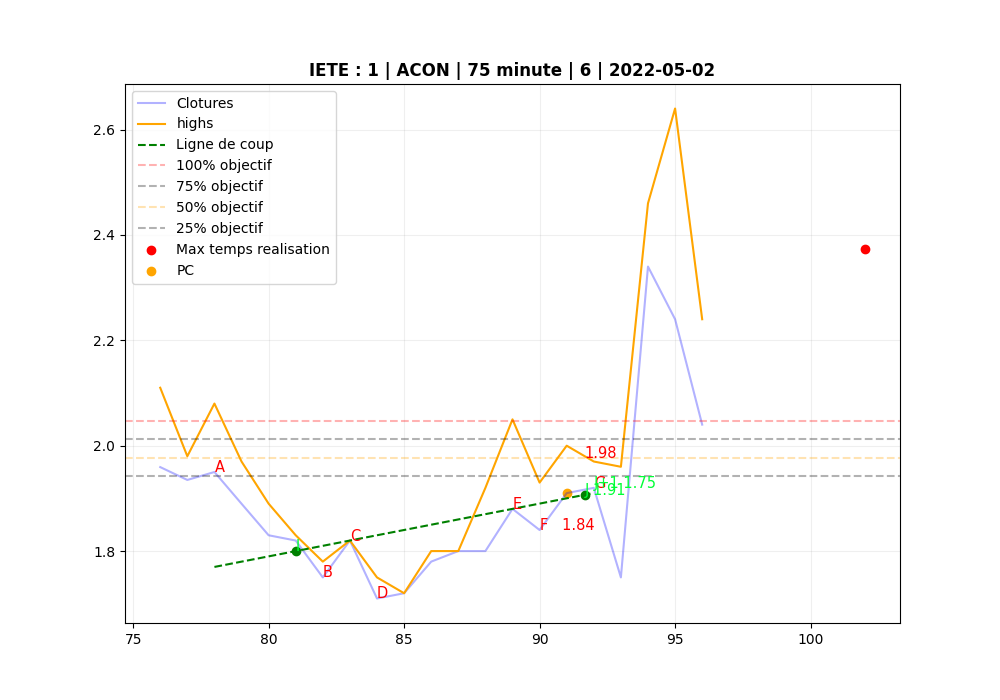 IETE : 1 | ACON | 75 minute | 6 | 2022-05-02
Clotures
highs
Ligne de coup
100% objectif
75% objectif
50% objectif
25% objectif
Max temps realisation
PC
2.6
2.4
2.2
2.0
1.8
A
B
C
D
E
F
G
1.98
1.84
1.91
1.75
75
80
85
90
95
100